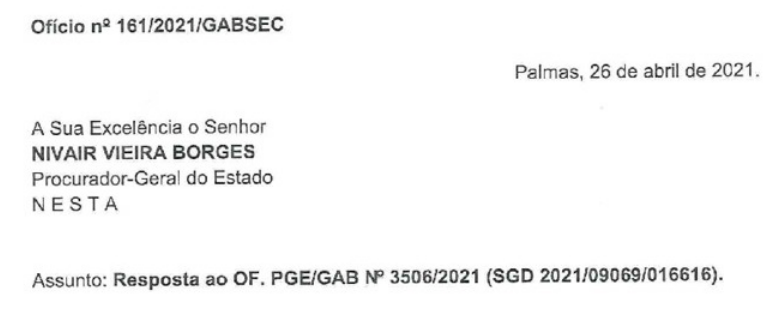 Ofício nº 161/2021/GABSEC
Palmas, 26 de abril de 2021.
A Sua Excelência o Senhor
NIVAIR VIEIRA BORGES
Procurador-Geral do Estado
N E S T A
Assunto: Resposta ao OF. PGE/GAB Nº 3506/2021 (SGD 2021/09069/016616).